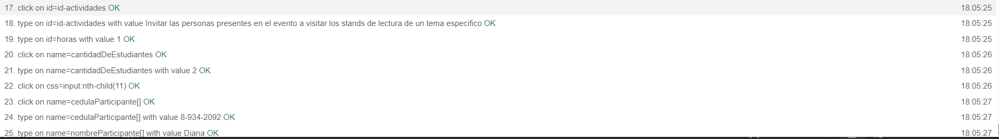 17. click on id=id-actividades OK 18:05:25
18. type on id=id-actividades with value Invitar las personas presentes en el evento a visitar los stands de lectura de un tema especifico OK 18:05:25
19. type on id=horas with value 1 OK 18:05:25
20. click on name=cantidadDeEstudiantes OK 18:05:26
21. type on name=cantidadDeEstudiantes with value 2 OK 18:05:26
22. click on css=input:nth-child(11) OK 18:05:26
23. click on name=cedulaParticipante[] OK 18:05:27
24. type on name=cedulaParticipante[] with value 8-934-2092 OK 18:05:27
25. type on name=nombreParticipante[] with value Diana OK 18:05:27